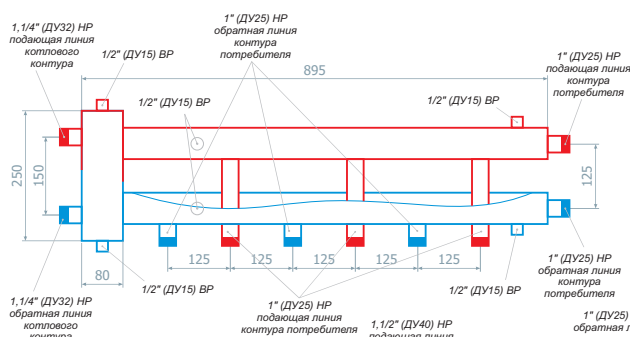 1,1/4" (ДУ32) НР
подающая линия
котлового
контура
1/2" (ДУ15) ВР
1" (ДУ25) НР
обратная линия
контура
потребителя
895
1/2" (ДУ15) ВР
1/2" (ДУ15) ВР
1" (ДУ25) НР
подающая линия
контура
потребителя
250
150
125
80
125
125
125
125
125
1/2" (ДУ15) ВР
1,1/4" (ДУ32) НР
обратная линия
котлового
контура
1" (ДУ25) НР
подающая линия
контура потребителя
1/2" (ДУ15) ВР
1" (ДУ25) НР
обратная линия
контура
потребителя
1,1/2" (ДУ40) НР
подающая линия
1" (ДУ25)
обратная л